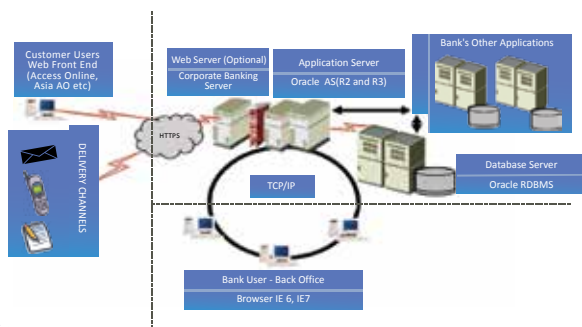 Customer Users
Web Front End
(Access Online,
Asia AO etc)
Web Server (Optional)
Corporate Banking
Server
Application Server
Oracle AS(R2 and R3)
Bank's Other Applications
HTTPS
DELIVERY CHANNELS
TCP/IP
Database Server
Oracle RDBMS
Bank User - Back Office
Browser IE 6, IE7